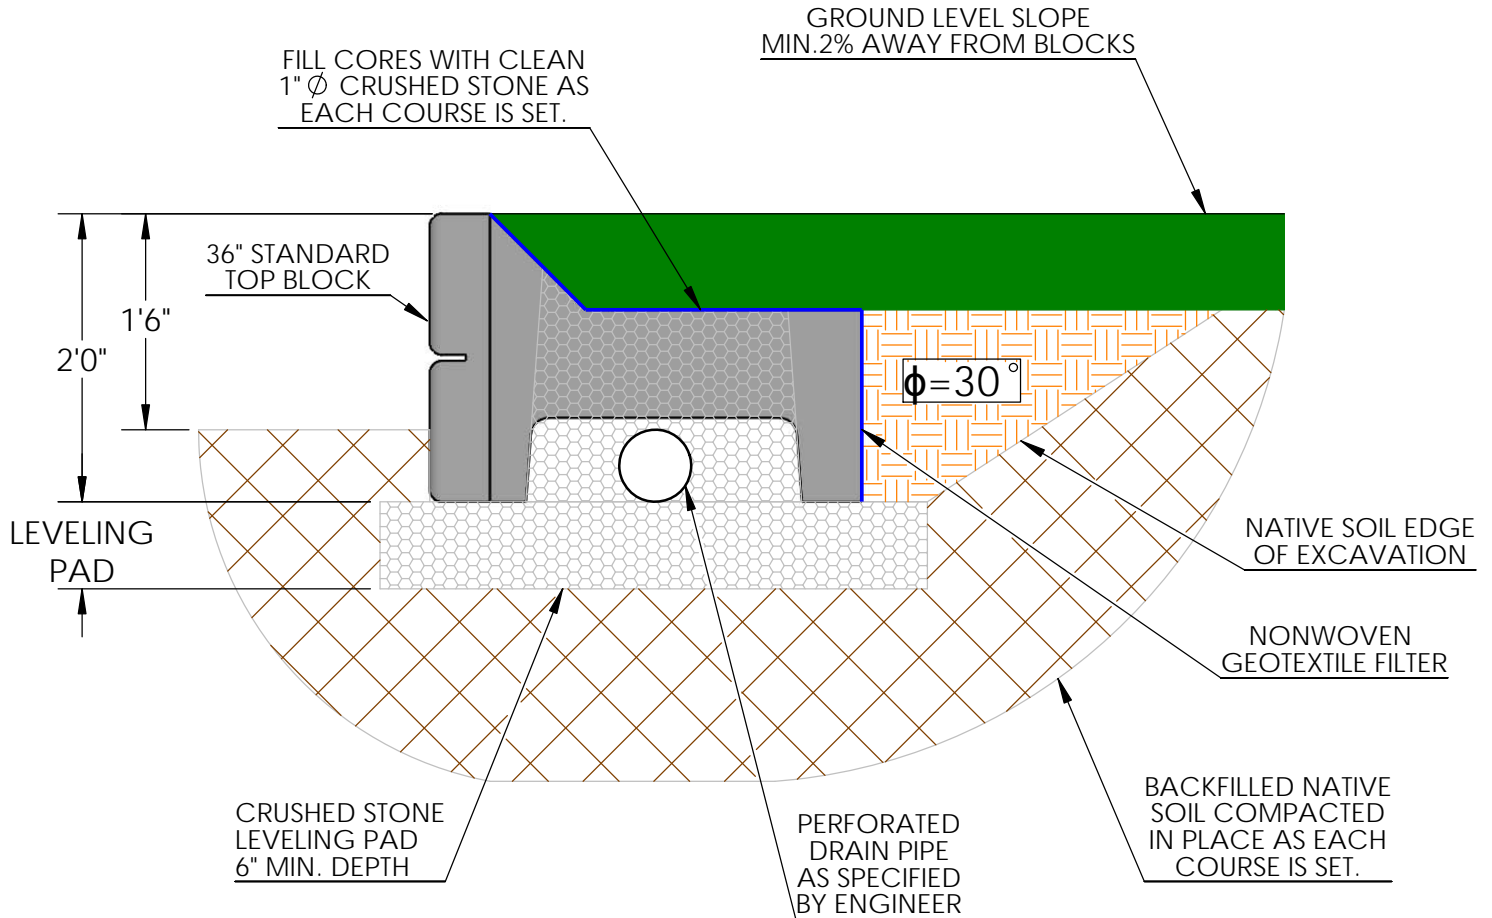 GROUND LEVEL SLOPE
MIN.2% AWAY FROM BLOCKS
FILL CORES WITH CLEAN
1" Ø CRUSHED STONE AS
EACH COURSE IS SET.
36" STANDARD
TOP BLOCK
1'6"
2'0"
ϕ=30°
LEVELING
PAD
NATIVE SOIL EDGE
OF EXCAVATION
NONWOVEN
GEOTEXTILE FILTER
CRUSHED STONE
LEVELING PAD
6" MIN. DEPTH
PERFORATED
DRAIN PIPE
AS SPECIFIED
BY ENGINEER
BACKFILLED NATIVE
SOIL COMPACTED
IN PLACE AS EACH
COURSE IS SET.